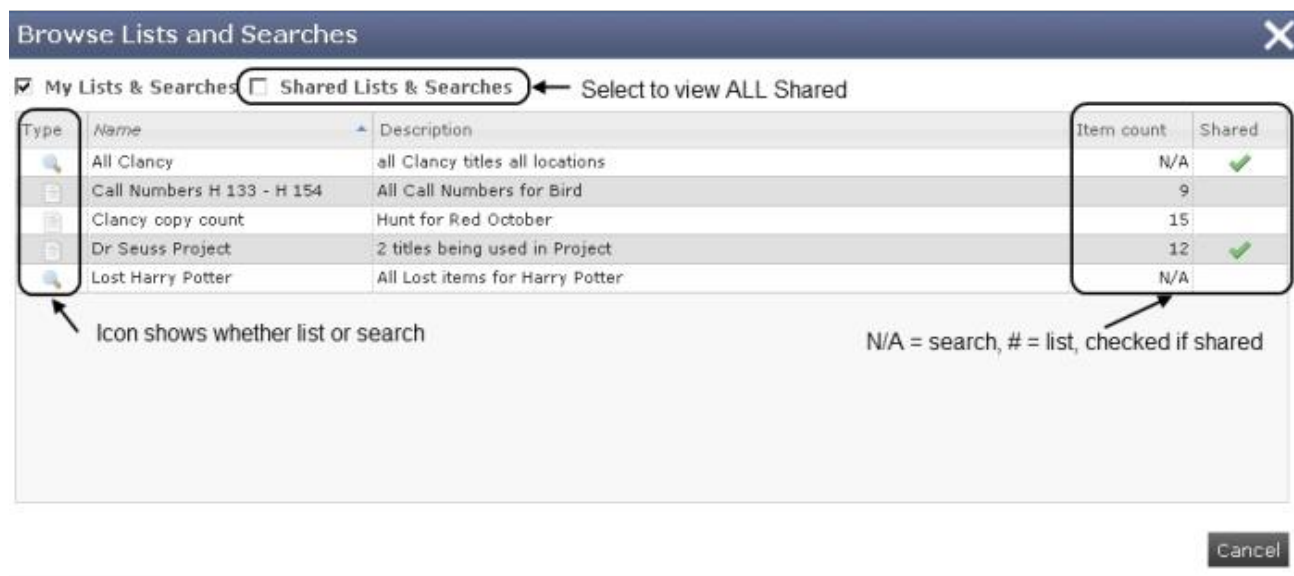 Browse Lists and Searches
My Lists & Searches Shared Lists & Searches Select to view ALL Shared
Type Name Description Item count Shared
All Clancy all Clancy titles all locations N/A
Call Numbers H 133 - H 154 All Call Numbers for Bird 9
Clancy copy count Hunt for Red October 15
Dr Seuss Project 2 titles being used in Project 12
Lost Harry Potter All Lost items for Harry Potter N/A
Icon shows whether list or search
N/A = search, # = list, checked if shared
Cancel